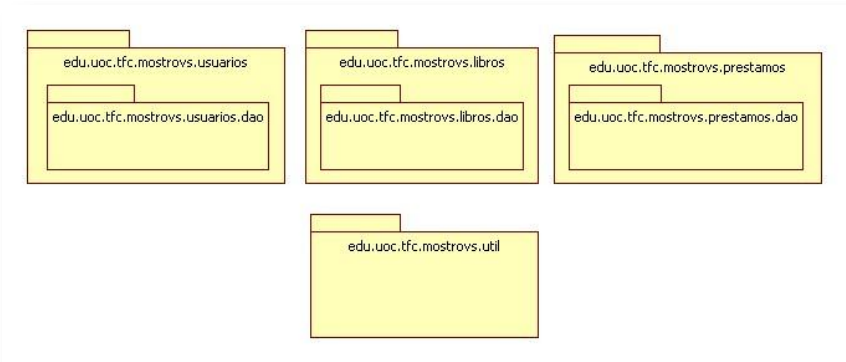 edu.uoc.tfc.mostrovs.usuarios
edu.uoc.tfc.mostrovs.usuarios.dao
edu.uoc.tfc.mostrovs.libros
edu.uoc.tfc.mostrovs.libros.dao
edu.uoc.tfc.mostrovs.prestamos
edu.uoc.tfc.mostrovs.prestamos.dao
edu.uoc.tfc.mostrovs.util